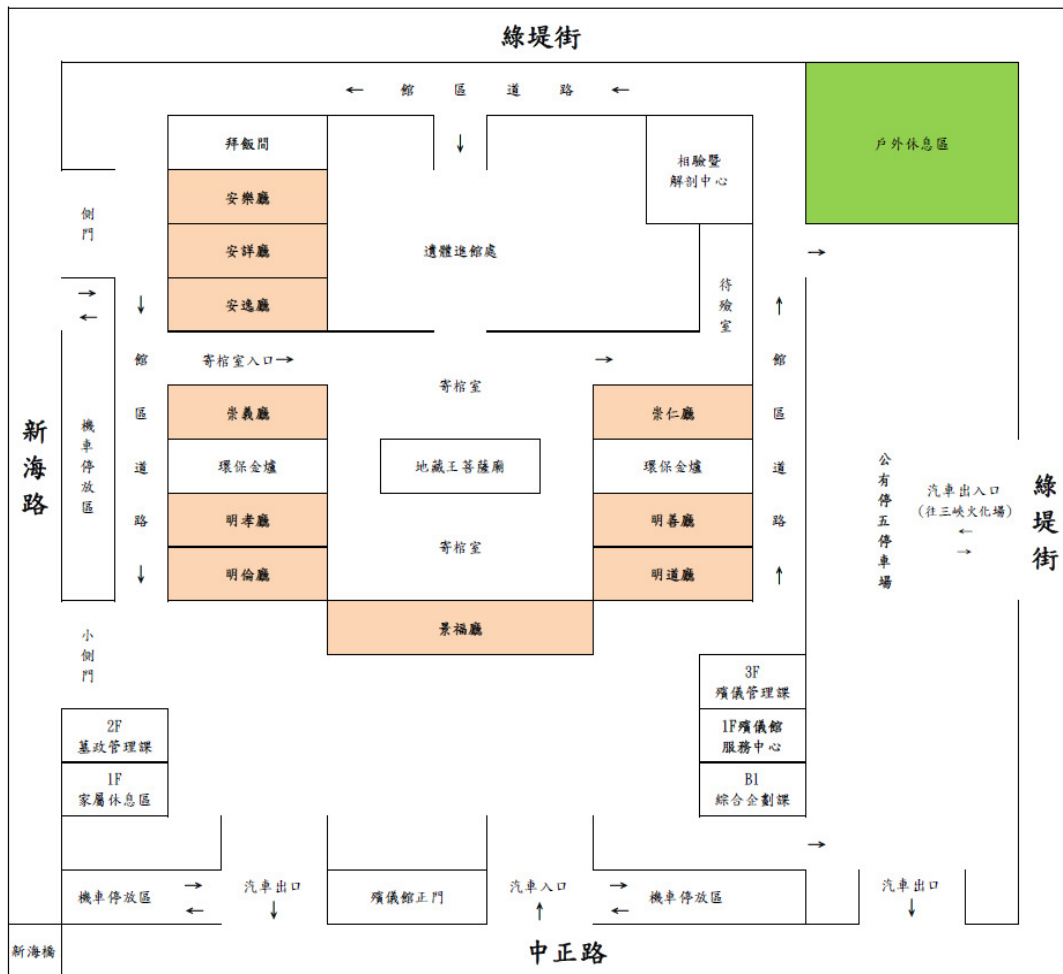 綠堤街
← 館區道路 ←
拜飯間
↓
相驗暨
解剖中心
戶外休息區
安樂廳
側門
安詳廳
遺體進館處
→
待殮室
安逸廳
→
←
↓
↑
寄棺室入口→
→
館區道路
館區道路
寄棺室
崇義廳
崇仁廳
機車停放區
新海路
環保金爐
地藏王菩薩廟
環保金爐
公有停五停車場
汽車出入口
(往三峽火化場)
←
→
綠堤街
明孝廳
明善廳
寄棺室
明倫廳
明道廳
↓
↑
景福廳
小側門
3F
殯儀管理課
2F
墓政管理課
1F殯儀館
服務中心
1F
家屬休息區
B1
綜合企劃課
→
機車停放區
→
←
汽車出口
↓
殯儀館正門
汽車入口
↑
→
←
機車停放區
汽車出口
↓
新海橋
中正路